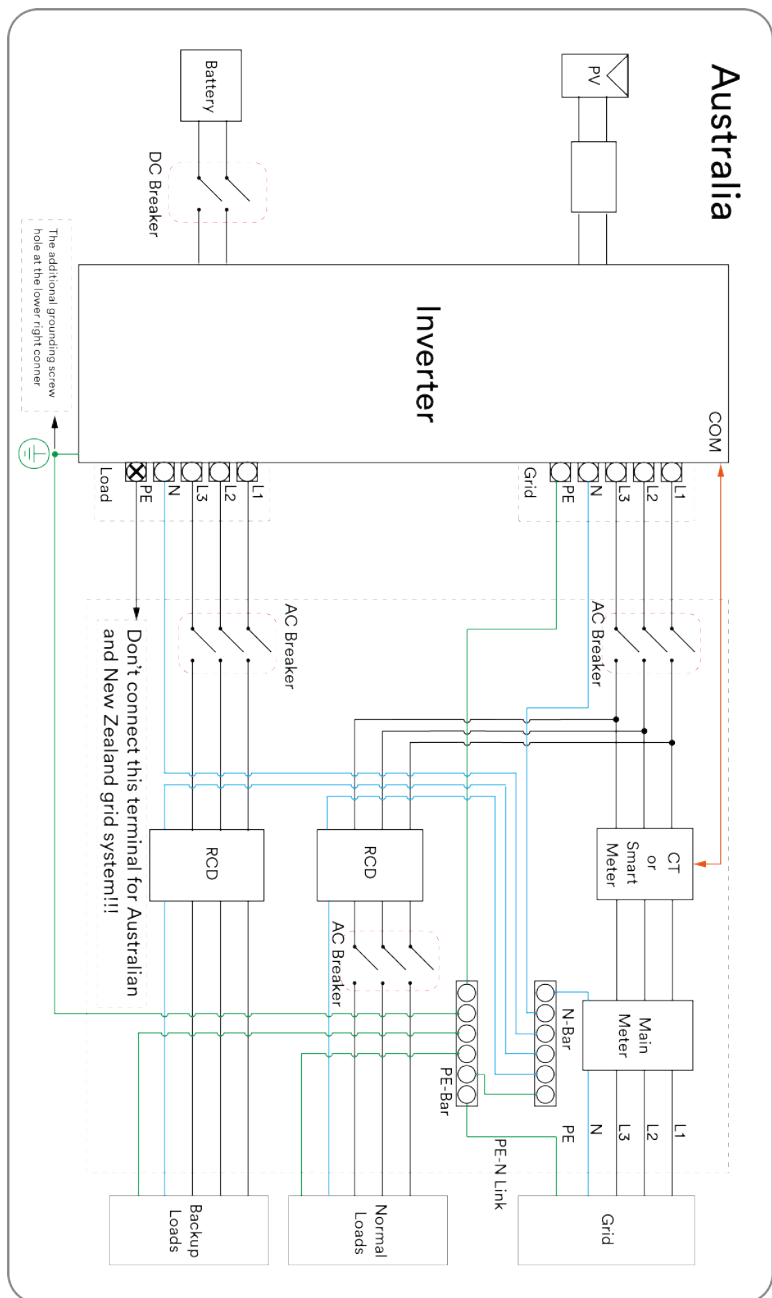 Australia
PV
Battery
DC Breaker
The additional grounding screw
hole at the lower right conner
Inverter
COM
Grid
L1
L2
L3
N
PE
Load
L1
L2
L3
N
PE
AC Breaker
AC Breaker
Don't connect this terminal for Australian
and New Zealand grid system!!!
CT
or
Smart
Meter
RCD
RCD
AC Breaker
N-Bar
PE-Bar
Main
Meter
L1
L2
L3
N
PE
PE-N Link
Grid
Normal
Loads
Backup
Loads